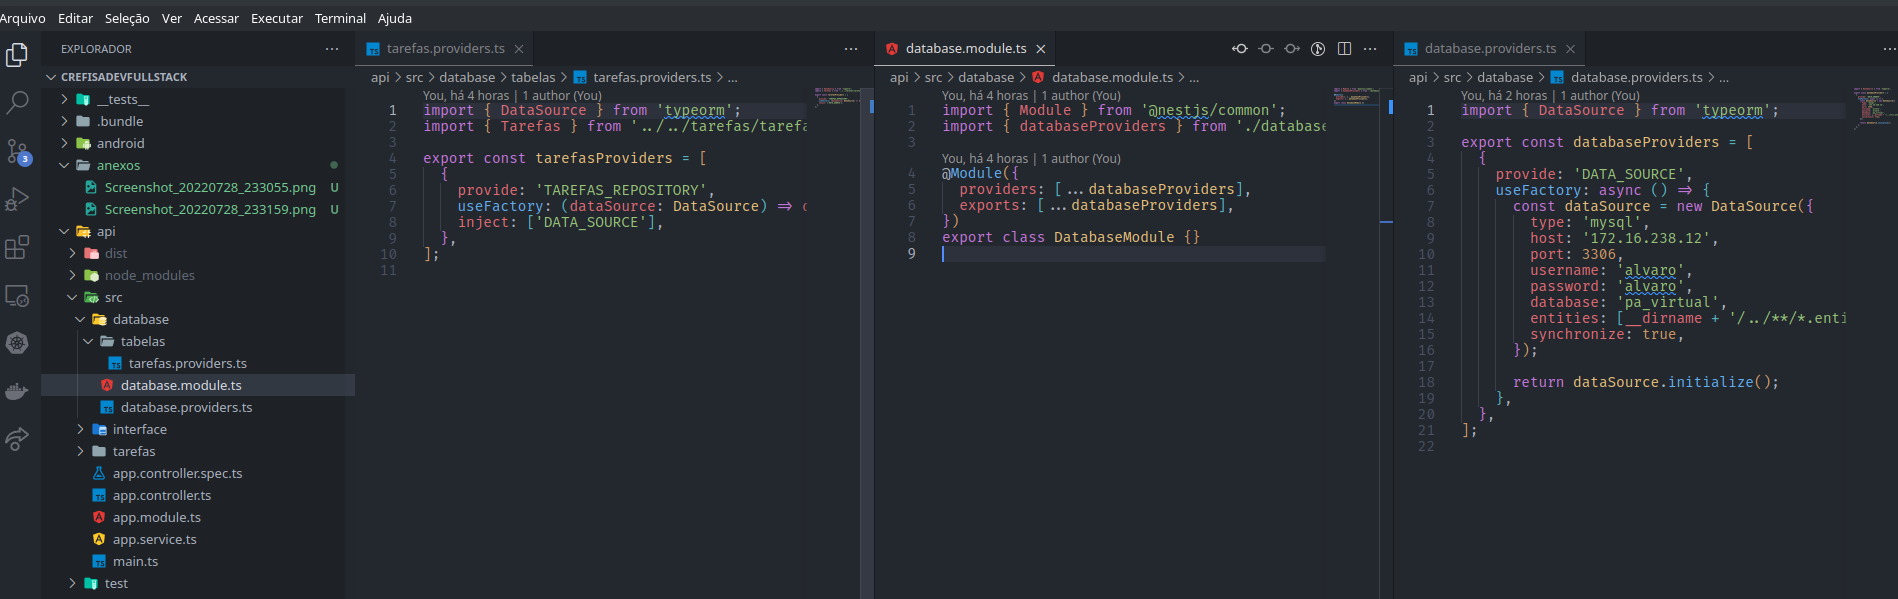 Arquivo Editar Seleção Ver Acessar Executar Terminal Ajuda
EXPLORADOR ...
CREFISADEVFULLSTACK
__tests__
.bundle
android
anexos
Screenshot_20220728_233055.png U
Screenshot_20220728_233159.png U
api
dist
node_modules
src
database
tabelas
tarefas.providers.ts
database.module.ts
database.providers.ts
interface
tarefas
app.controller.spec.ts
app.controller.ts
app.module.ts
app.service.ts
main.ts
test
3
tarefas.providers.ts
api > src > database > tabelas > tarefas.providers.ts > ...
You, há 4 horas | 1 author (You)
1 import { DataSource } from 'typeorm';
2 import { Tarefas } from '../../tarefas/tarefa
3
4 export const tarefasProviders = [
5 {
6 provide: 'TAREFAS_REPOSITORY',
7 useFactory: (dataSource: DataSource) => 
8 inject: ['DATA_SOURCE'],
9 },
10 ];
11
database.module.ts
api > src > database > database.module.ts > ...
You, há 4 horas | 1 author (You)
1 import { Module } from '@nestjs/common';
2 import { databaseProviders } from './database
3
You, há 4 horas | 1 author (You)
4 @Module({
5 providers: [...databaseProviders],
6 exports: [...databaseProviders],
7 })
8 export class DatabaseModule {}
9
database.providers.ts
api > src > database > database.providers.ts > ...
You, há 2 horas | 1 author (You)
1 import { DataSource } from 'typeorm';
2
3 export const databaseProviders = [
4 {
5 provide: 'DATA_SOURCE',
6 useFactory: async () => {
7 const dataSource = new DataSource({
8 type: 'mysql',
9 host: '172.16.238.12',
10 port: 3306,
11 username: 'alvaro',
12 password: 'alvaro',
13 database: 'pa_virtual',
14 entities: [__dirname + '/../**/*.enti
15 synchronize: true,
16 });
17
18 return dataSource.initialize();
19 },
20 },
21 ];
22